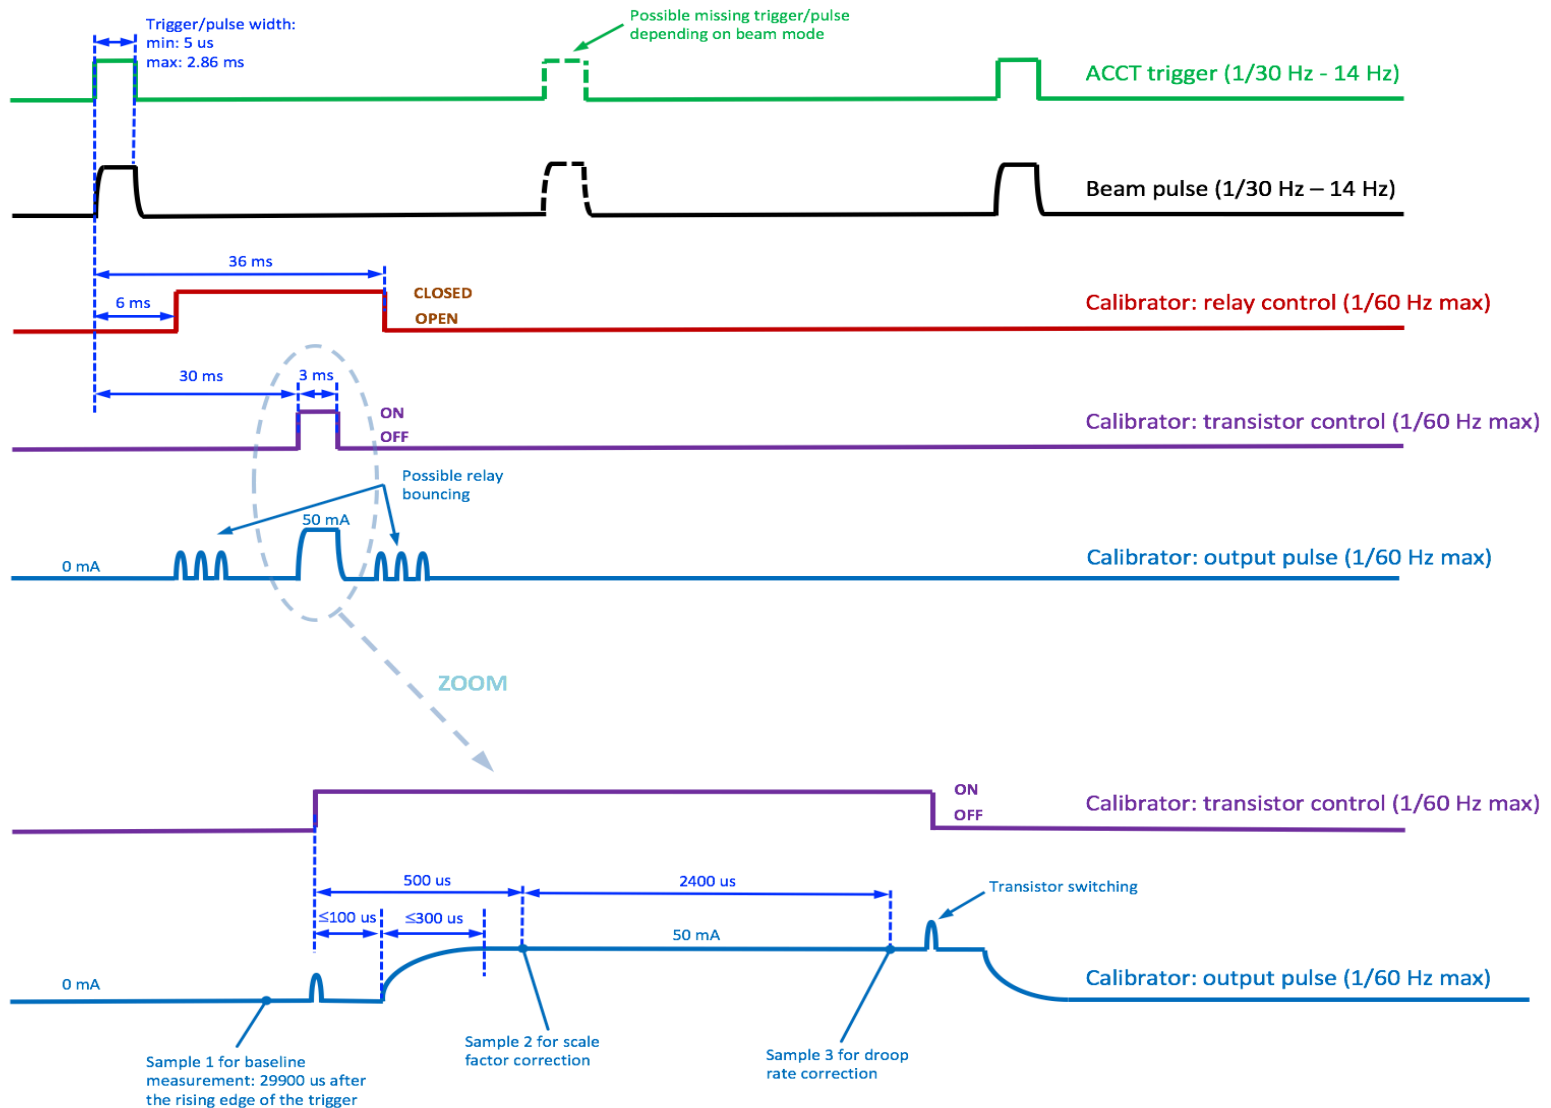 Trigger/pulse width:
min: 5 us
max: 2.86 ms
Possible missing trigger/pulse
depending on beam mode
ACCT trigger (1/30 Hz - 14 Hz)
Beam pulse (1/30 Hz – 14 Hz)
36 ms
6 ms
CLOSED
OPEN
Calibrator: relay control (1/60 Hz max)
30 ms
3 ms
ON
OFF
Calibrator: transistor control (1/60 Hz max)
Possible relay
bouncing
50 mA
0 mA
Calibrator: output pulse (1/60 Hz max)
ZOOM
ON
OFF
Calibrator: transistor control (1/60 Hz max)
500 us
2400 us
Transistor switching
≤100 us
≤300 us
50 mA
0 mA
Calibrator: output pulse (1/60 Hz max)
Sample 1 for baseline
measurement: 29900 us after
the rising edge of the trigger
Sample 2 for scale
factor correction
Sample 3 for droop
rate correction